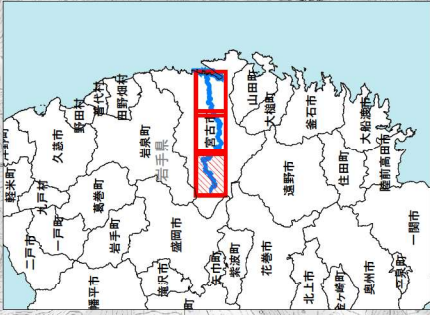 軽米町
九戸村
二戸市
一戸町
久慈市
野田村
普代村
田野畑村
岩泉町
葛巻町
岩手町
八幡平市
滝沢市
盛岡市
岩手県
宮古市
矢巾町
紫波町
花巻市
山田町
大槌町
釜石市
遠野市
住田町
大船渡市
陸前高田市
北上市
金ケ崎町
奥州市
平泉町
一関市